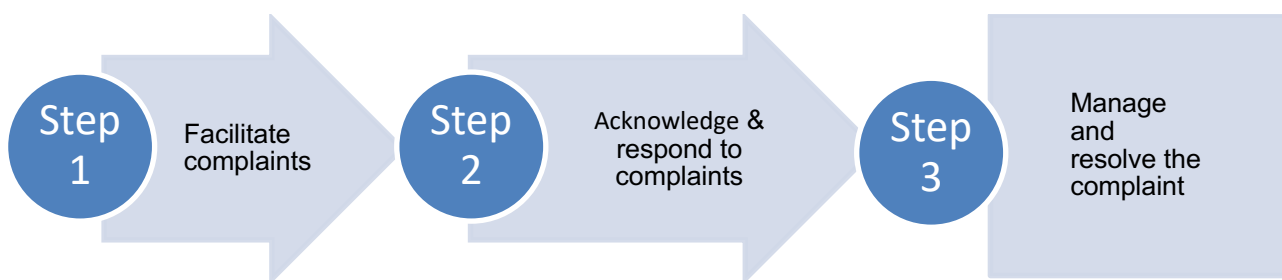 Step
1
Facilitate
complaints
Step
2
Acknowledge &
respond to
complaints
Step
3
Manage
and
resolve the
complaint